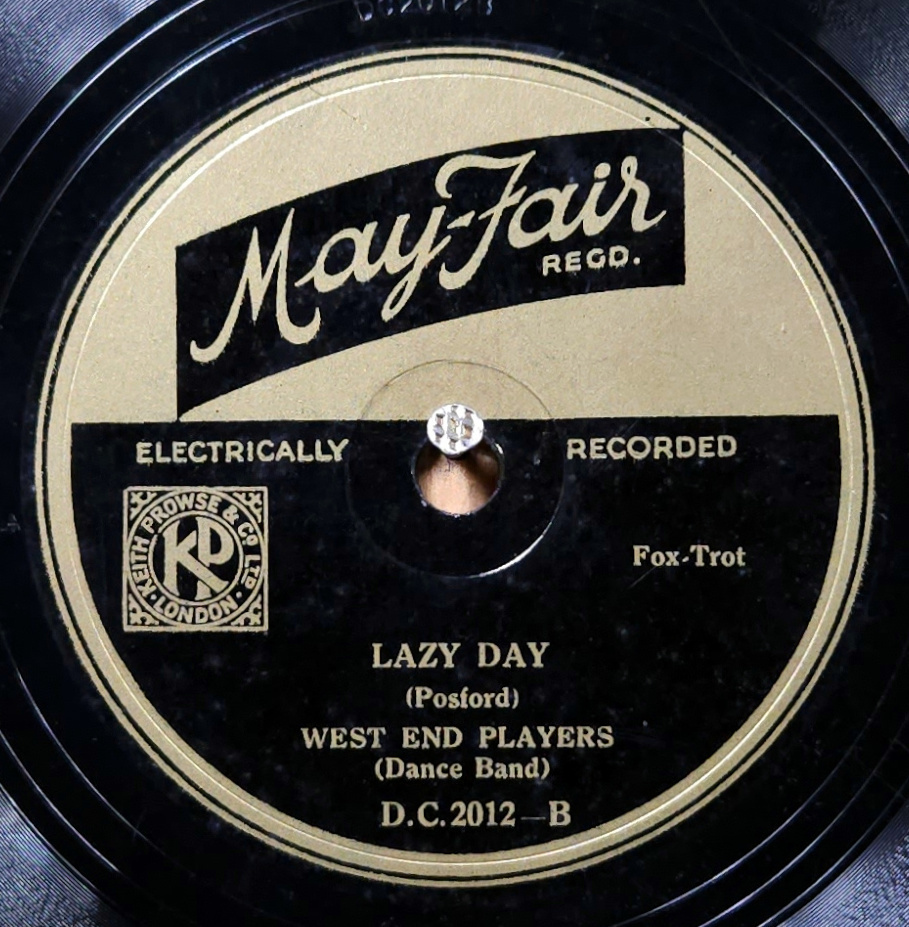 DC2012B
May-Fair
REGD.
ELECTRICALLY RECORDED
KEITH PROWSE & Co LTD
KP
· LONDON ·
Fox-Trot
LAZY DAY
(Posford)
WEST END PLAYERS
(Dance Band)
D.C.2012—B